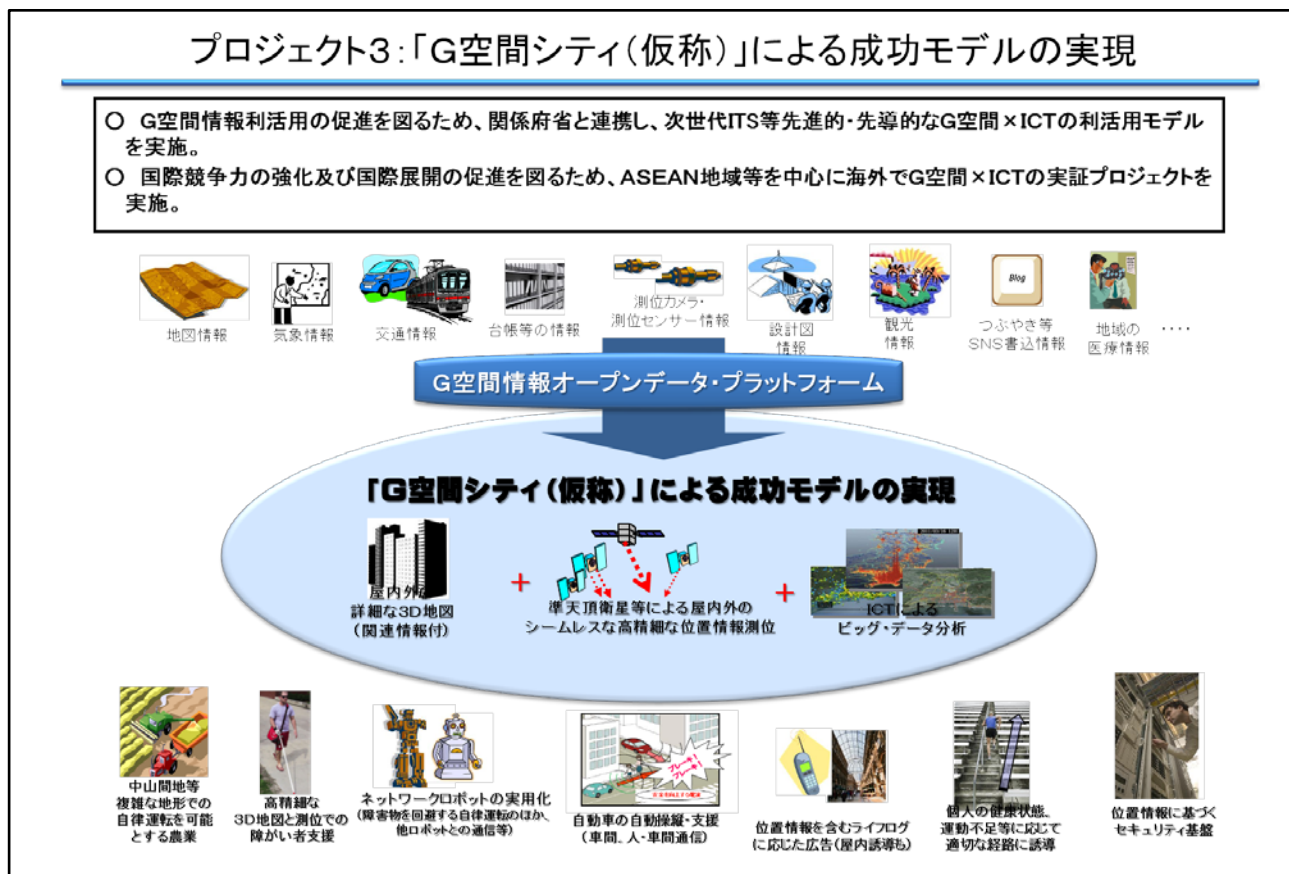 プロジェクト3:「G空間シティ(仮称)」による成功モデルの実現
○ G空間情報利活用の促進を図るため、関係府省と連携し、次世代ITS等先進的・先導的なG空間×ICTの利活用モデル
を実施。
○ 国際競争力の強化及び国際展開の促進を図るため、ASEAN地域等を中心に海外でG空間×ICTの実証プロジェクトを
実施。
地図情報
気象情報
交通情報
台帳等の情報
測位カメラ・
測位センサー情報
設計図
情報
観光
情報
Blog
つぶやき等
SNS書込情報
地域の
医療情報
・・・・
G空間情報オープンデータ・プラットフォーム
「G空間シティ(仮称)」による成功モデルの実現
屋内外の
詳細な3D地図
(関連情報付)
+
準天頂衛星等による屋内外の
シームレスな高精細な位置情報測位
+
ICTによる
ビッグ・データ分析
中山間地等
複雑な地形での
自律運転を可能
とする農業
高精細な
3D地図と測位での
障がい者支援
ネットワークロボットの実用化
(障害物を回避する自律運転のほか、
他ロボットとの通信等)
ブレーキ!
ブレーキ!
自動車の自動操縦・支援
(車間、人・車間通信)
位置情報を含むライフログ
に応じた広告(屋内誘導も)
個人の健康状態、
運動不足等に応じて
適切な経路に誘導
位置情報に基づく
セキュリティ基盤